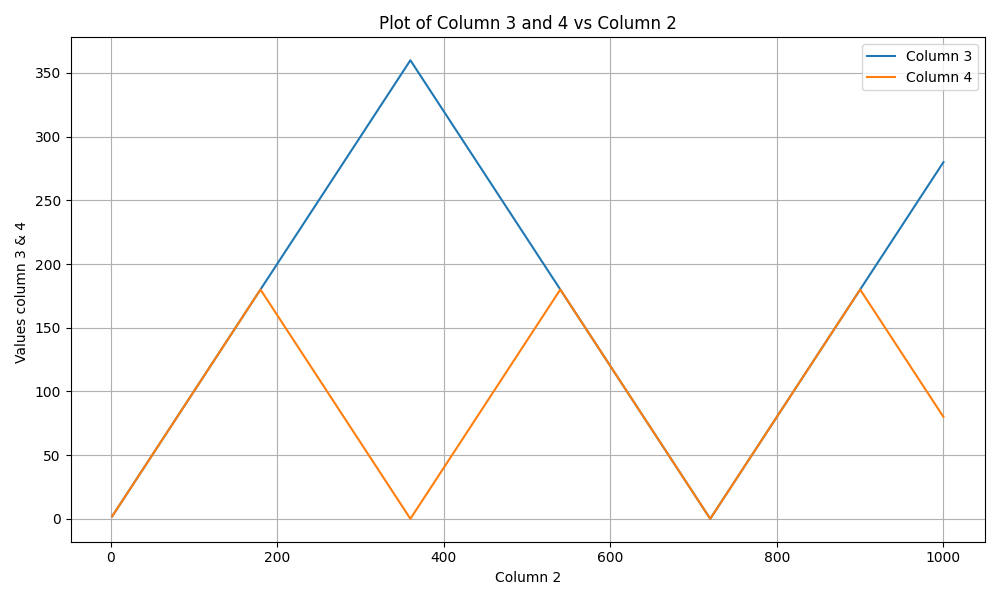 Plot of Column 3 and 4 vs Column 2
Column 3
Column 4
Values column 3 & 4
350
300
250
200
150
100
50
0
0 200 400 600 800 1000
Column 2